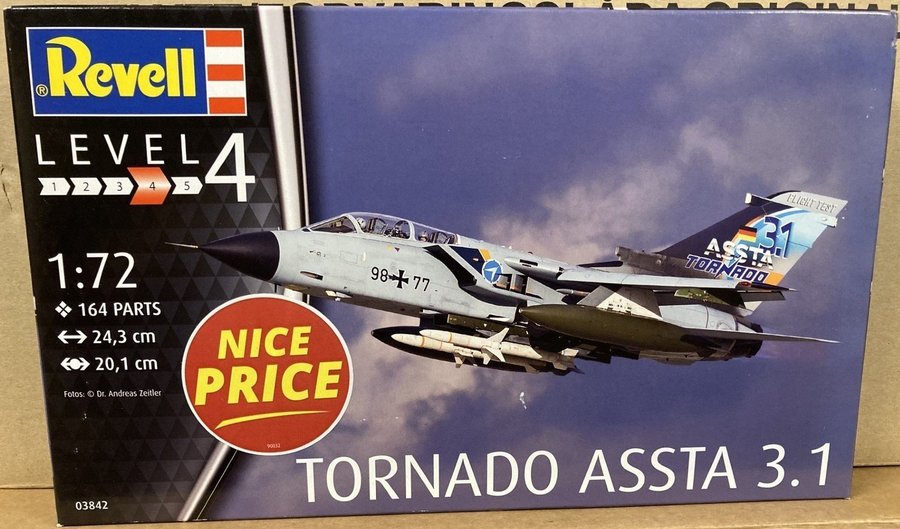 Revell
®
LEVEL 4
1 2 3 4 5
1:72
164 PARTS
24,3 cm
20,1 cm
Fotos: © Dr. Andreas Zeitler
NICE
PRICE
90032
98 77
FLIGHT TEST
3.1
ASSTA
TORNADO
TORNADO ASSTA 3.1
03842